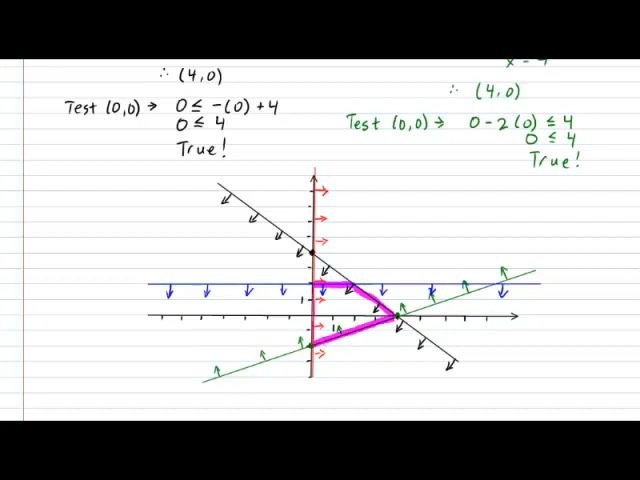 x = 4
∴ (4,0)
∴ (4,0)
Test (0,0) → 0 ≤ -(0) + 4
0 ≤ 4
True!
Test (0,0) → 0 - 2(0) ≤ 4
0 ≤ 4
True!
1
1